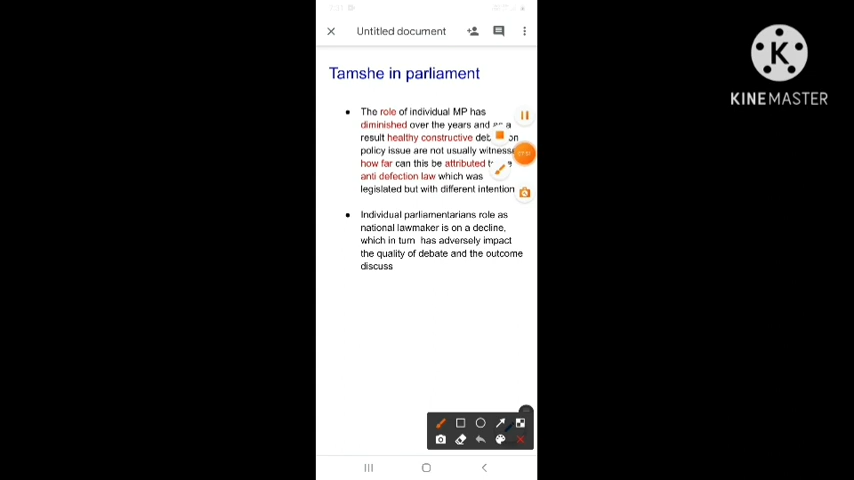 Untitled document
KINEMASTER
Tamshe in parliament
The role of individual MP has
diminished over the years and as a
result healthy constructive on
policy issue are not usually
how far can this be attributed
anti defection law which was
legislated but with different intention
Individual parliamentarians role as
national lawmaker is on a decline,
which in turn has adversely impact
the quality of debate and the outcome
discuss